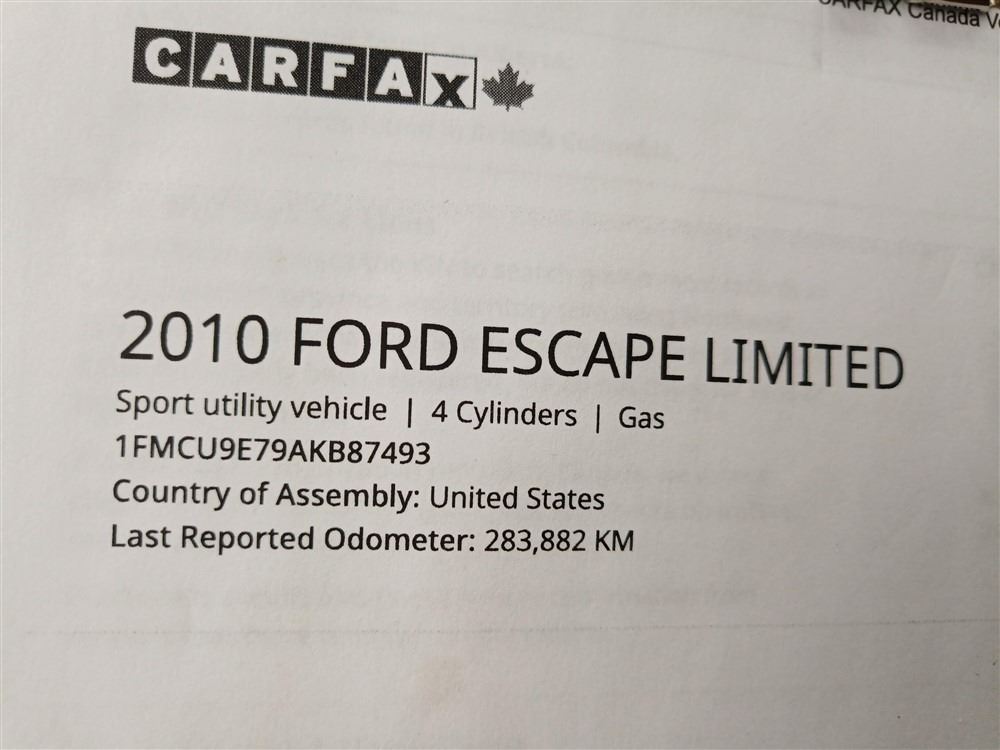 CARFAX Canada
CARFAX
2010 FORD ESCAPE LIMITED
Sport utility vehicle | 4 Cylinders | Gas
1FMCU9E79AKB87493
Country of Assembly: United States
Last Reported Odometer: 283,882 KM